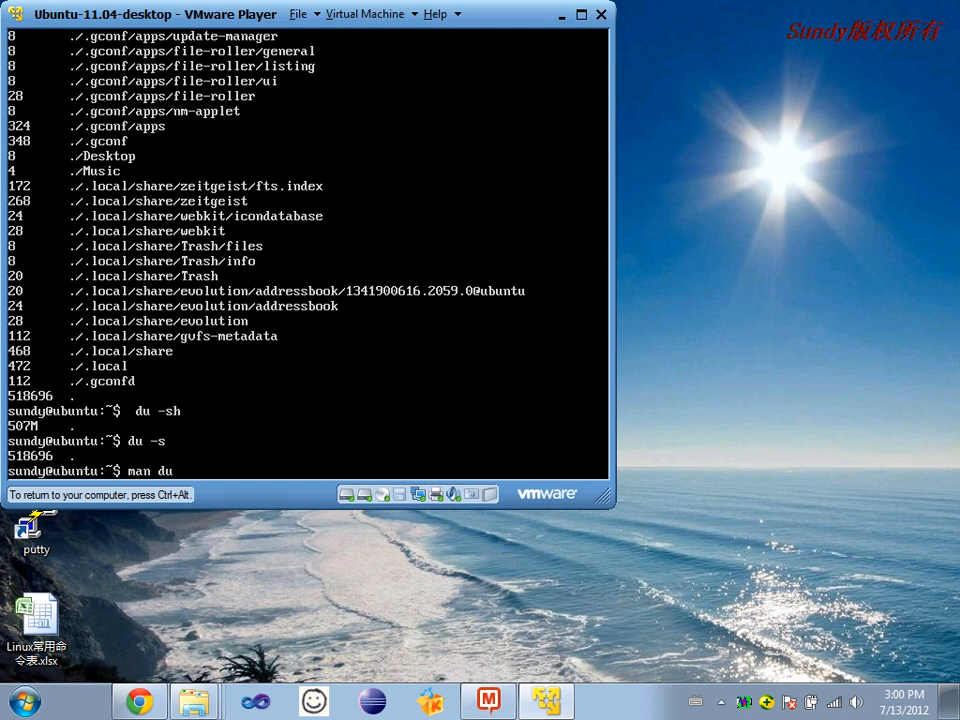 Ubuntu-11.04-desktop - VMware Player File Virtual Machine Help
Sundy版权所有
8 ./.gconf/apps/update-manager
8 ./.gconf/apps/file-roller/general
8 ./.gconf/apps/file-roller/listing
8 ./.gconf/apps/file-roller/ui
28 ./.gconf/apps/file-roller
8 ./.gconf/apps/nm-applet
324 ./.gconf/apps
348 ./.gconf
8 ./Desktop
4 ./Music
172 ./.local/share/zeitgeist/fts.index
268 ./.local/share/zeitgeist
24 ./.local/share/webkit/icondatabase
28 ./.local/share/webkit
8 ./.local/share/Trash/files
8 ./.local/share/Trash/info
20 ./.local/share/Trash
20 ./.local/share/evolution/addressbook/1341900616.2059.0@ubuntu
24 ./.local/share/evolution/addressbook
28 ./.local/share/evolution
112 ./.local/share/gvfs-metadata
468 ./.local/share
472 ./.local
112 ./.gconfd
518696 .
sundy@ubuntu:~$  du -sh
507M .
sundy@ubuntu:~$ du -s
518696 .
sundy@ubuntu:~$ man du
To return to your computer, press Ctrl+Alt.
vmware
putty
Linux常用命
令表.xlsx
3:00 PM
7/13/2012